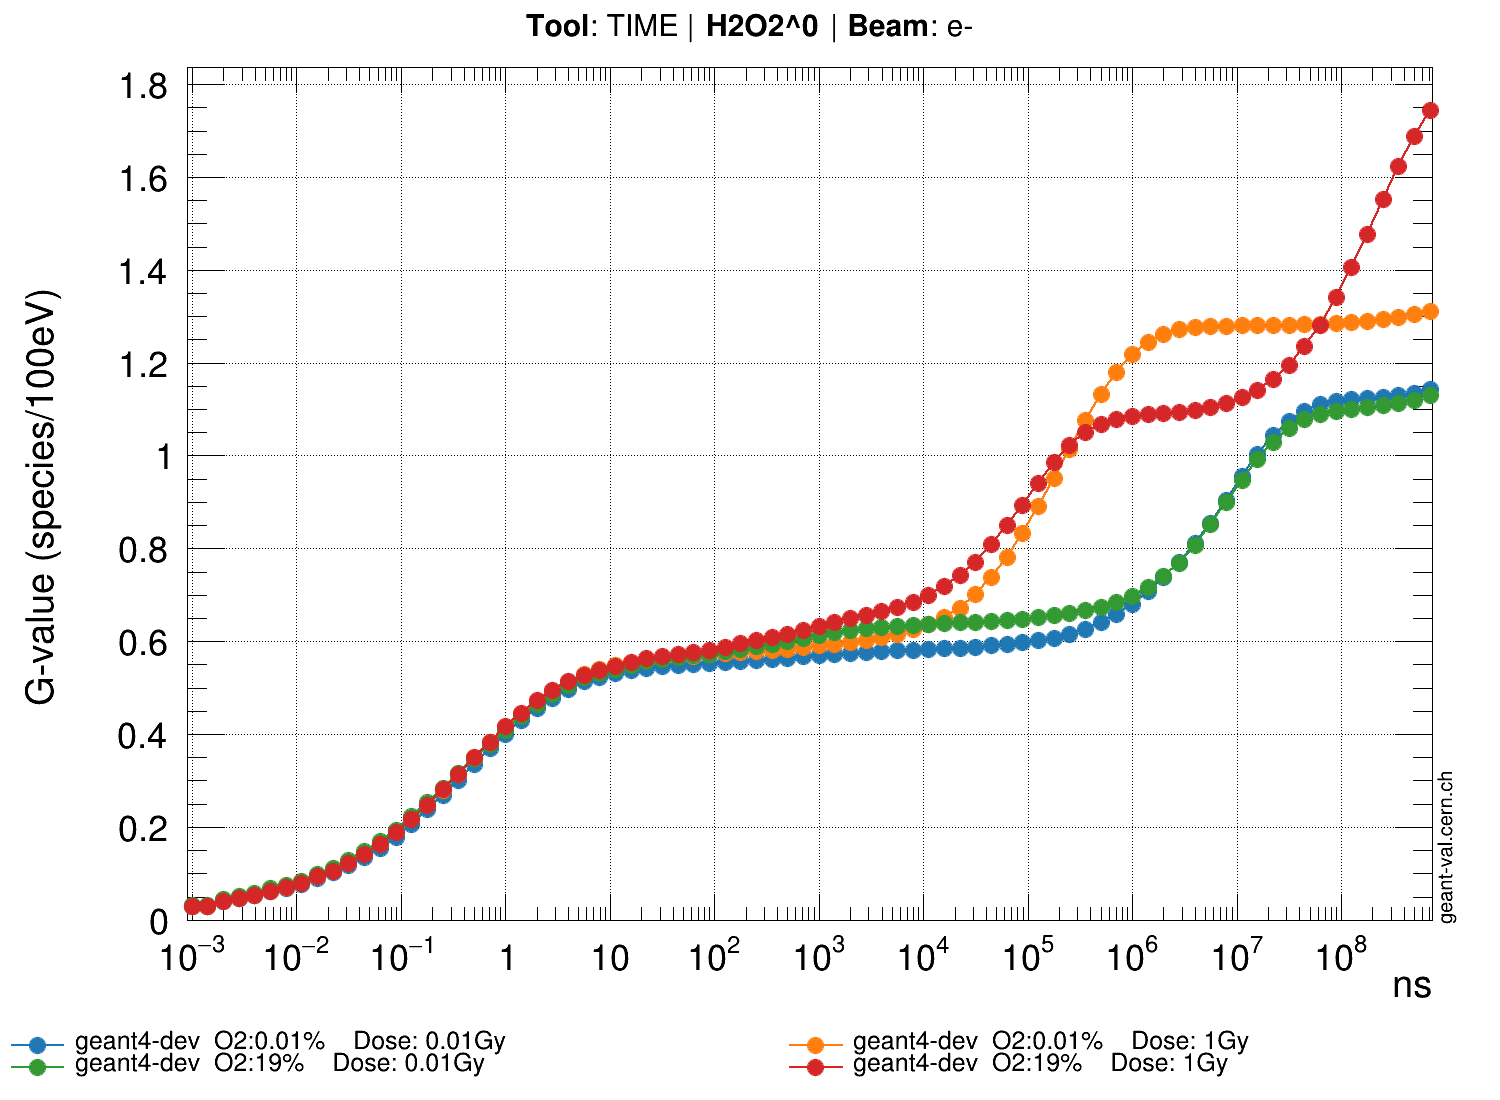 Tool: TIME | H2O2^0 | Beam: e-
G-value (species/100eV)
1.8
1.6
1.4
1.2
1
0.8
0.6
0.4
0.2
0
10^−3 10^−2 10^−1 1 10 10^2 10^3 10^4 10^5 10^6 10^7 10^8
ns
geant-val.cern.ch
geant4-dev O2:0.01% Dose: 0.01Gy
geant4-dev O2:0.01% Dose: 1Gy
geant4-dev O2:19% Dose: 0.01Gy
geant4-dev O2:19% Dose: 1Gy